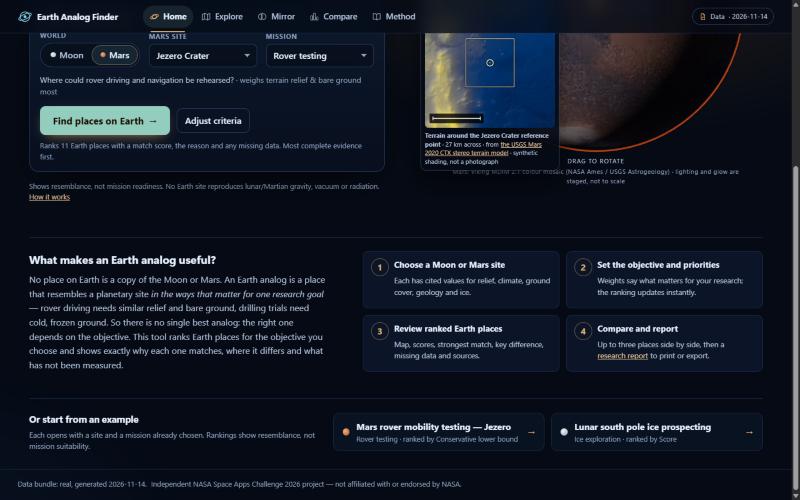 Earth Analog Finder
Home
Explore
Mirror
Compare
Method
Data · 2026-11-14
WORLD
MARS SITE
MISSION
Moon
Mars
Jezero Crater
Rover testing
Where could rover driving and navigation be rehearsed? · weighs terrain relief & bare ground
most
Find places on Earth →
Adjust criteria
Ranks 11 Earth places with a match score, the reason and any missing data. Most complete evidence
first.
Shows resemblance, not mission readiness. No Earth site reproduces lunar/Martian gravity, vacuum or radiation.
How it works
Terrain around the Jezero Crater reference
point · 27 km across · from the USGS Mars
2020 CTX stereo terrain model · synthetic
shading, not a photograph
DRAG TO ROTATE
Mars: Viking MDIM 2.1 colour mosaic (NASA Ames / USGS Astrogeology) · lighting and glow are
staged, not to scale
What makes an Earth analog useful?
No place on Earth is a copy of the Moon or Mars. An Earth analog is a place
that resembles a planetary site in the ways that matter for one research goal
— rover driving needs similar relief and bare ground, drilling trials need
cold, frozen ground. So there is no single best analog: the right one
depends on the objective. This tool ranks Earth places for the objective you
choose and shows exactly why each one matches, where it differs and what
has not been measured.
1
Choose a Moon or Mars site
Each has cited values for relief, climate, ground
cover, geology and ice.
2
Set the objective and priorities
Weights say what matters for your research;
the ranking updates instantly.
3
Review ranked Earth places
Map, scores, strongest match, key difference,
missing data and sources.
4
Compare and report
Up to three places side by side, then a
research report to print or export.
Or start from an example
Each opens with a site and a mission already chosen. Rankings show resemblance, not
mission suitability.
Mars rover mobility testing — Jezero
Rover testing · ranked by Conservative lower bound
→
Lunar south pole ice prospecting
Ice exploration · ranked by Score
→
Data bundle: real, generated 2026-11-14. Independent NASA Space Apps Challenge 2026 project — not affiliated with or endorsed by NASA.